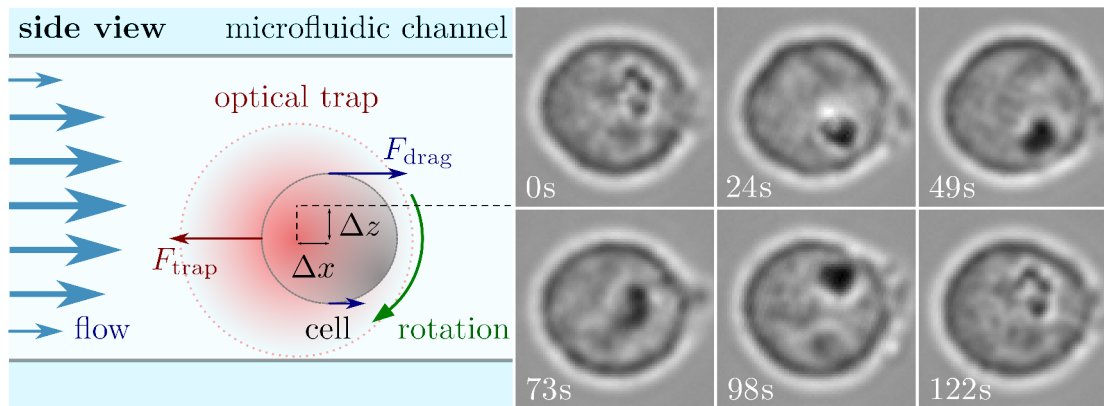 side view microfluidic channel
optical trap
F_drag
Δz
F_trap
Δx
flow
cell
rotation
0s
24s
49s
73s
98s
122s